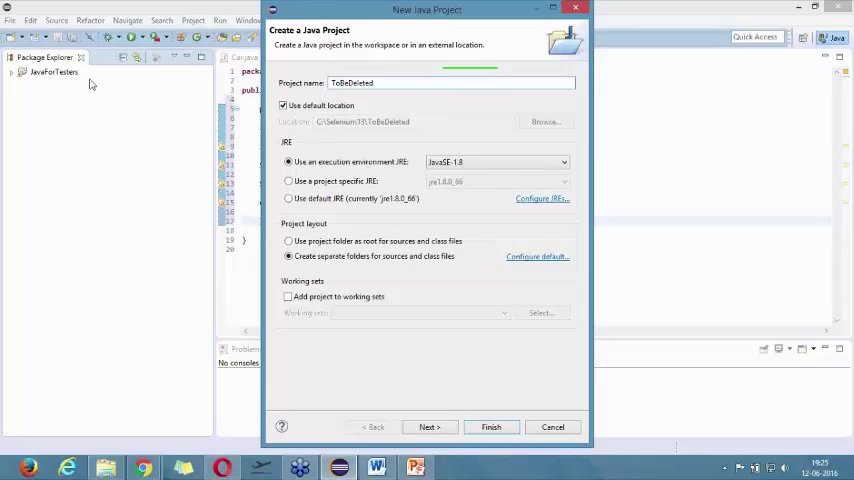 New Java Project
File Edit Source Refactor Navigate Search Project Run Window
Create a Java Project
Create a Java project in the workspace or in an external location.
Quick Access
Java
Package Explorer
JavaForTesters
Project name: ToBeDeleted
Use default location
Location: C:\Selenium13\ToBeDeleted Browse...
JRE
Use an execution environment JRE: JavaSE-1.8
Use a project specific JRE: jre1.8.0_66
Use default JRE (currently 'jre1.8.0_66') Configure JREs...
Project layout
Use project folder as root for sources and class files
Create separate folders for sources and class files Configure default...
Working sets
Add project to working sets
Working sets: Select...
Problem
No consoles
? < Back Next > Finish Cancel
19:25
12-06-2016